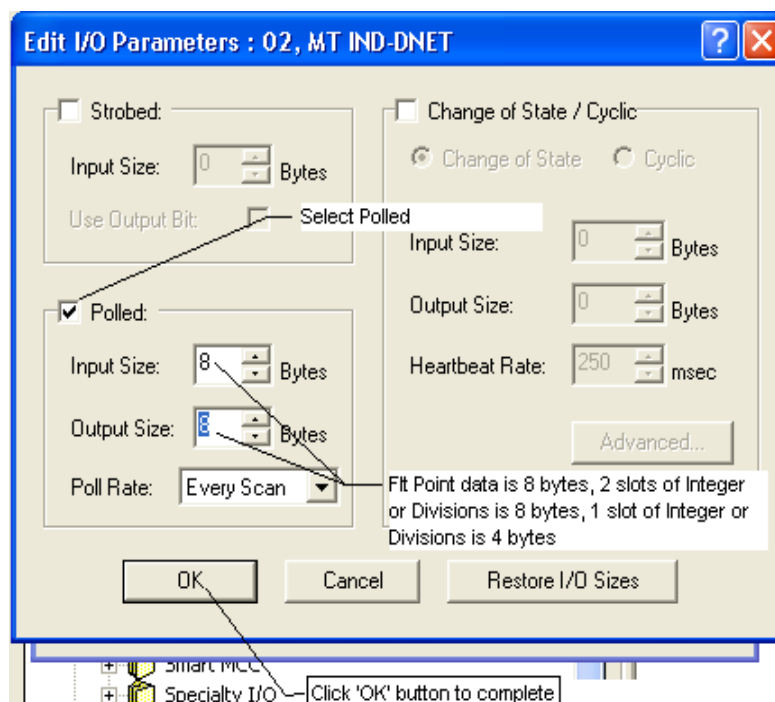 Edit I/O Parameters : 02, MT IND-DNET
Strobed:
Input Size: 0 Bytes
Use Output Bit:
Select Polled
Polled:
Input Size: 8 Bytes
Output Size: 8 Bytes
Poll Rate: Every Scan
Change of State / Cyclic
Change of State Cyclic
Input Size: 0 Bytes
Output Size: 0 Bytes
Heartbeat Rate: 250 msec
Advanced...
Flt Point data is 8 bytes, 2 slots of Integer
or Divisions is 8 bytes, 1 slot of Integer or
Divisions is 4 bytes
OK Cancel Restore I/O Sizes
Smart MCC
Specialty I/O
Click 'OK' button to complete